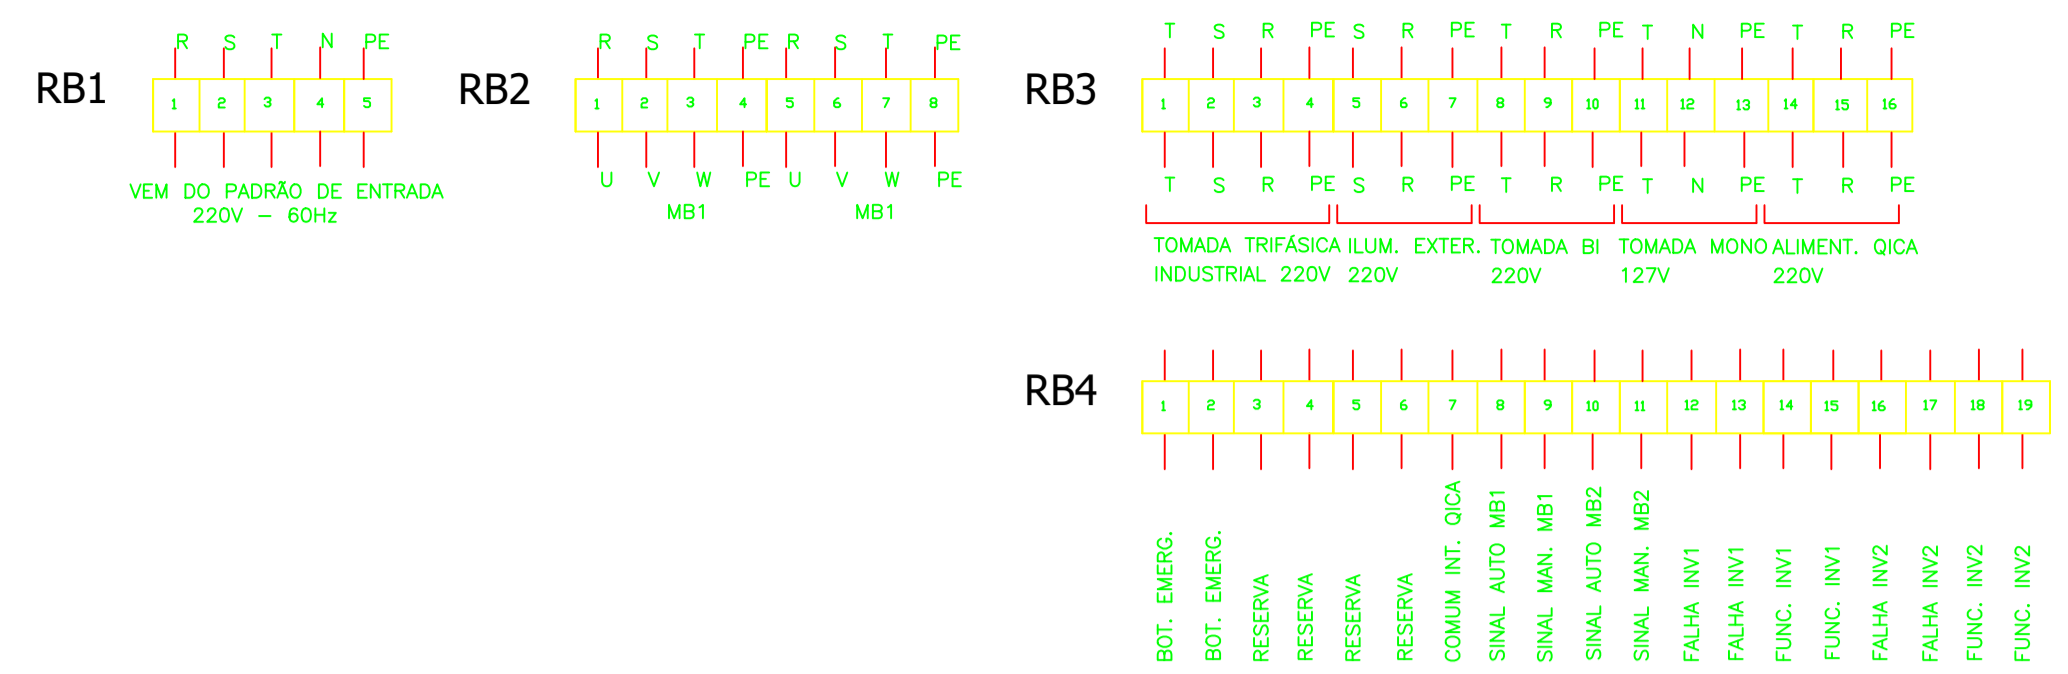 R S T N PE
RB1
1 2 3 4 5
VEM DO PADRÃO DE ENTRADA
220V – 60Hz
R S T PE R S T PE
RB2
1 2 3 4 5 6 7 8
U V W PE U V W PE
MB1 MB1
T S R PE S R PE T R PE T N PE T R PE
RB3
1 2 3 4 5 6 7 8 9 10 11 12 13 14 15 16
T S R PE S R PE T R PE T N PE T R PE
TOMADA TRIFÁSICA
INDUSTRIAL 220V
ILUM. EXTER.
220V
TOMADA BI
220V
TOMADA MONO
127V
ALIMENT. QICA
220V
RB4
1 2 3 4 5 6 7 8 9 10 11 12 13 14 15 16 17 18 19
BOT. EMERG.
BOT. EMERG.
RESERVA
RESERVA
RESERVA
RESERVA
COMUM INT. QICA
SINAL AUTO MB1
SINAL MAN. MB1
SINAL AUTO MB2
SINAL MAN. MB2
FALHA INV1
FALHA INV1
FUNC. INV1
FUNC. INV1
FALHA INV2
FALHA INV2
FUNC. INV2
FUNC. INV2